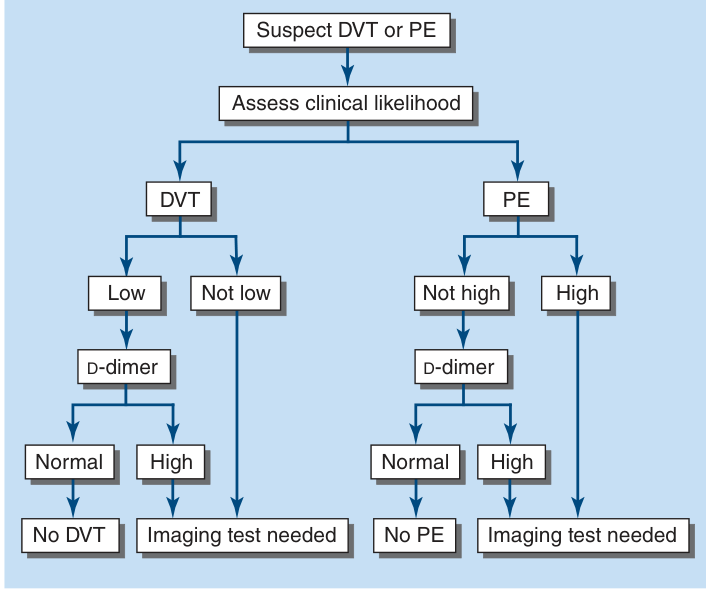 Suspect DVT or PE
Assess clinical likelihood
DVT
PE
Low
Not low
Not high
High
D-dimer
D-dimer
Normal
High
Normal
High
No DVT
Imaging test needed
No PE
Imaging test needed